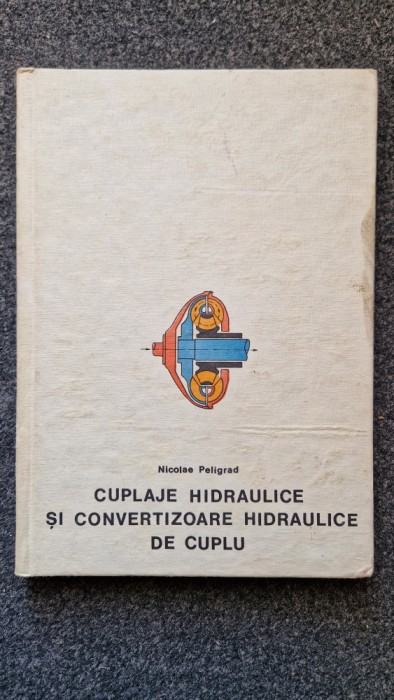 Nicolae Peligrad
CUPLAJE HIDRAULICE
ȘI CONVERTIZOARE HIDRAULICE
DE CUPLU